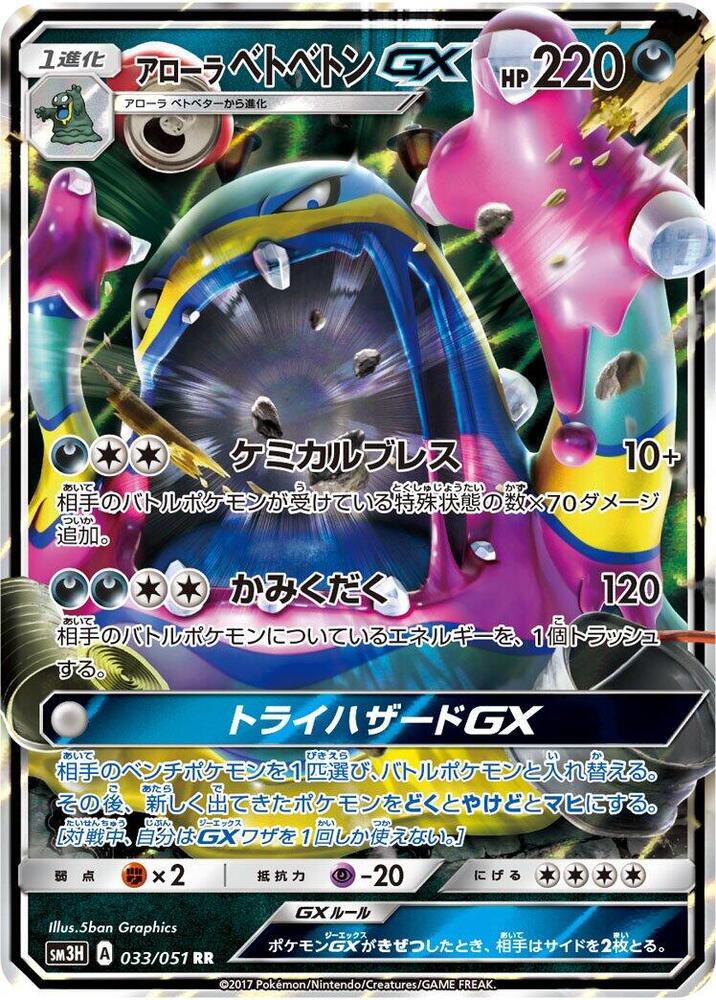 1進化
アローラ ベトベトンGX HP220
アローラ ベトベターから進化
ケミカルブレス 10+
相手のバトルポケモンが受けている特殊状態の数×70ダメージ
追加。
かみくだく 120
相手のバトルポケモンについているエネルギーを、1個トラッシュ
する。
トライハザードGX
相手のベンチポケモンを1匹選び、バトルポケモンと入れ替える。
その後、新しく出てきたポケモンをどくとやけどとマヒにする。
[対戦中、自分はGXワザを1回しか使えない。]
弱点 ×2 抵抗力 -20 にげる
Illus.5ban Graphics
GXルール
ポケモンGXがきぜつしたとき、相手はサイドを2枚とる。
SM3H A 033/051 RR
©2017 Pokémon/Nintendo/Creatures/GAME FREAK.